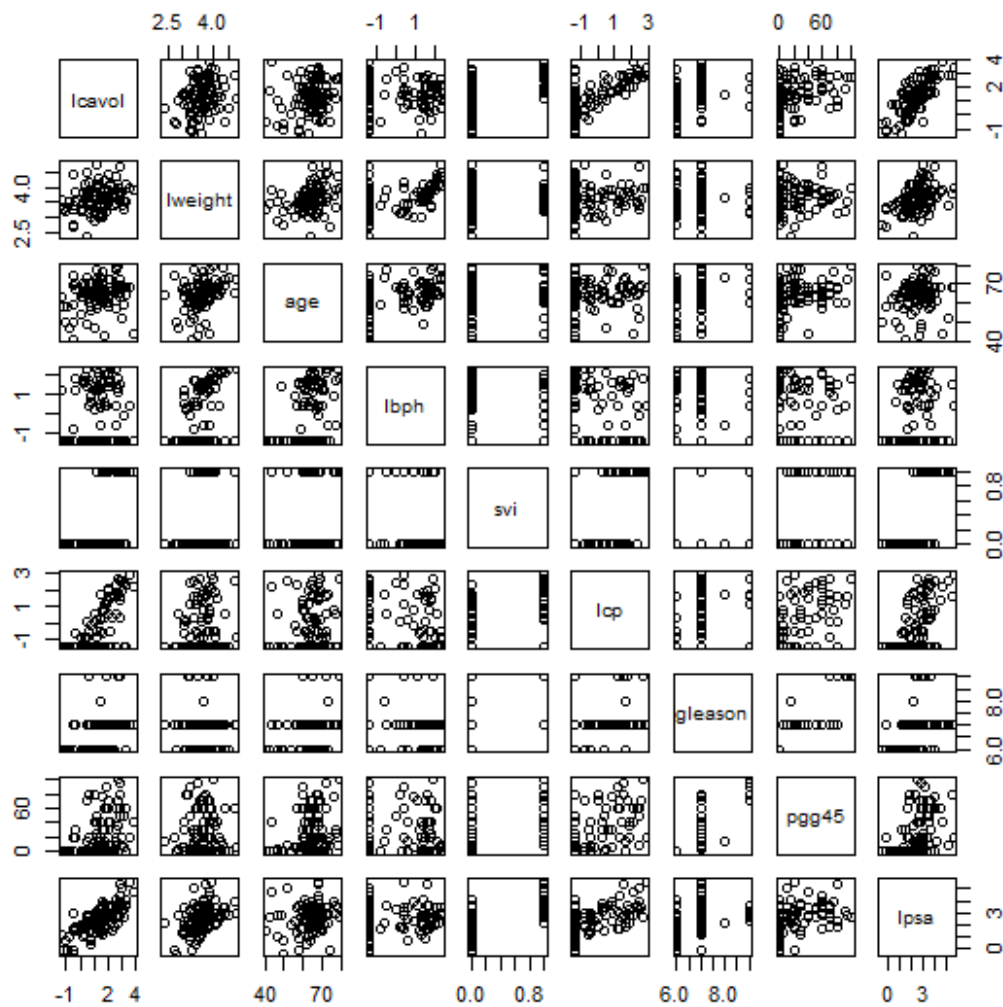 2.5 4.0 -1 1 -1 1 3 0 60
lcavol -1 2 4
2.5 4.0 lweight
age 40 70
-1 1 lbph
svi 0.0 0.8
-1 1 3 lcp
gleason 6.0 8.0
0 60 pgg45
lpsa 0 3
-1 2 4 40 70 0.0 0.8 6.0 8.0 0 3